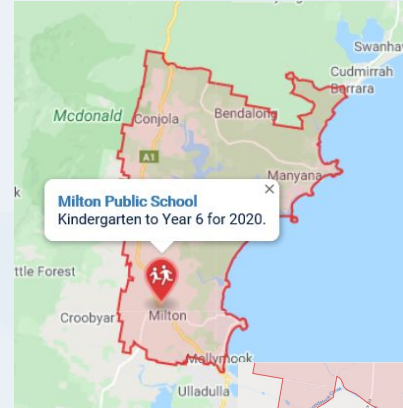 Swanha
Cudmirrah
Berrara
Mcdonald
Conjola
Bendalong
A1
Manyana
Milton Public School
Kindergarten to Year 6 for 2020.
ttle Forest
Croobyar
Milton
Mollymook
Ulladulla